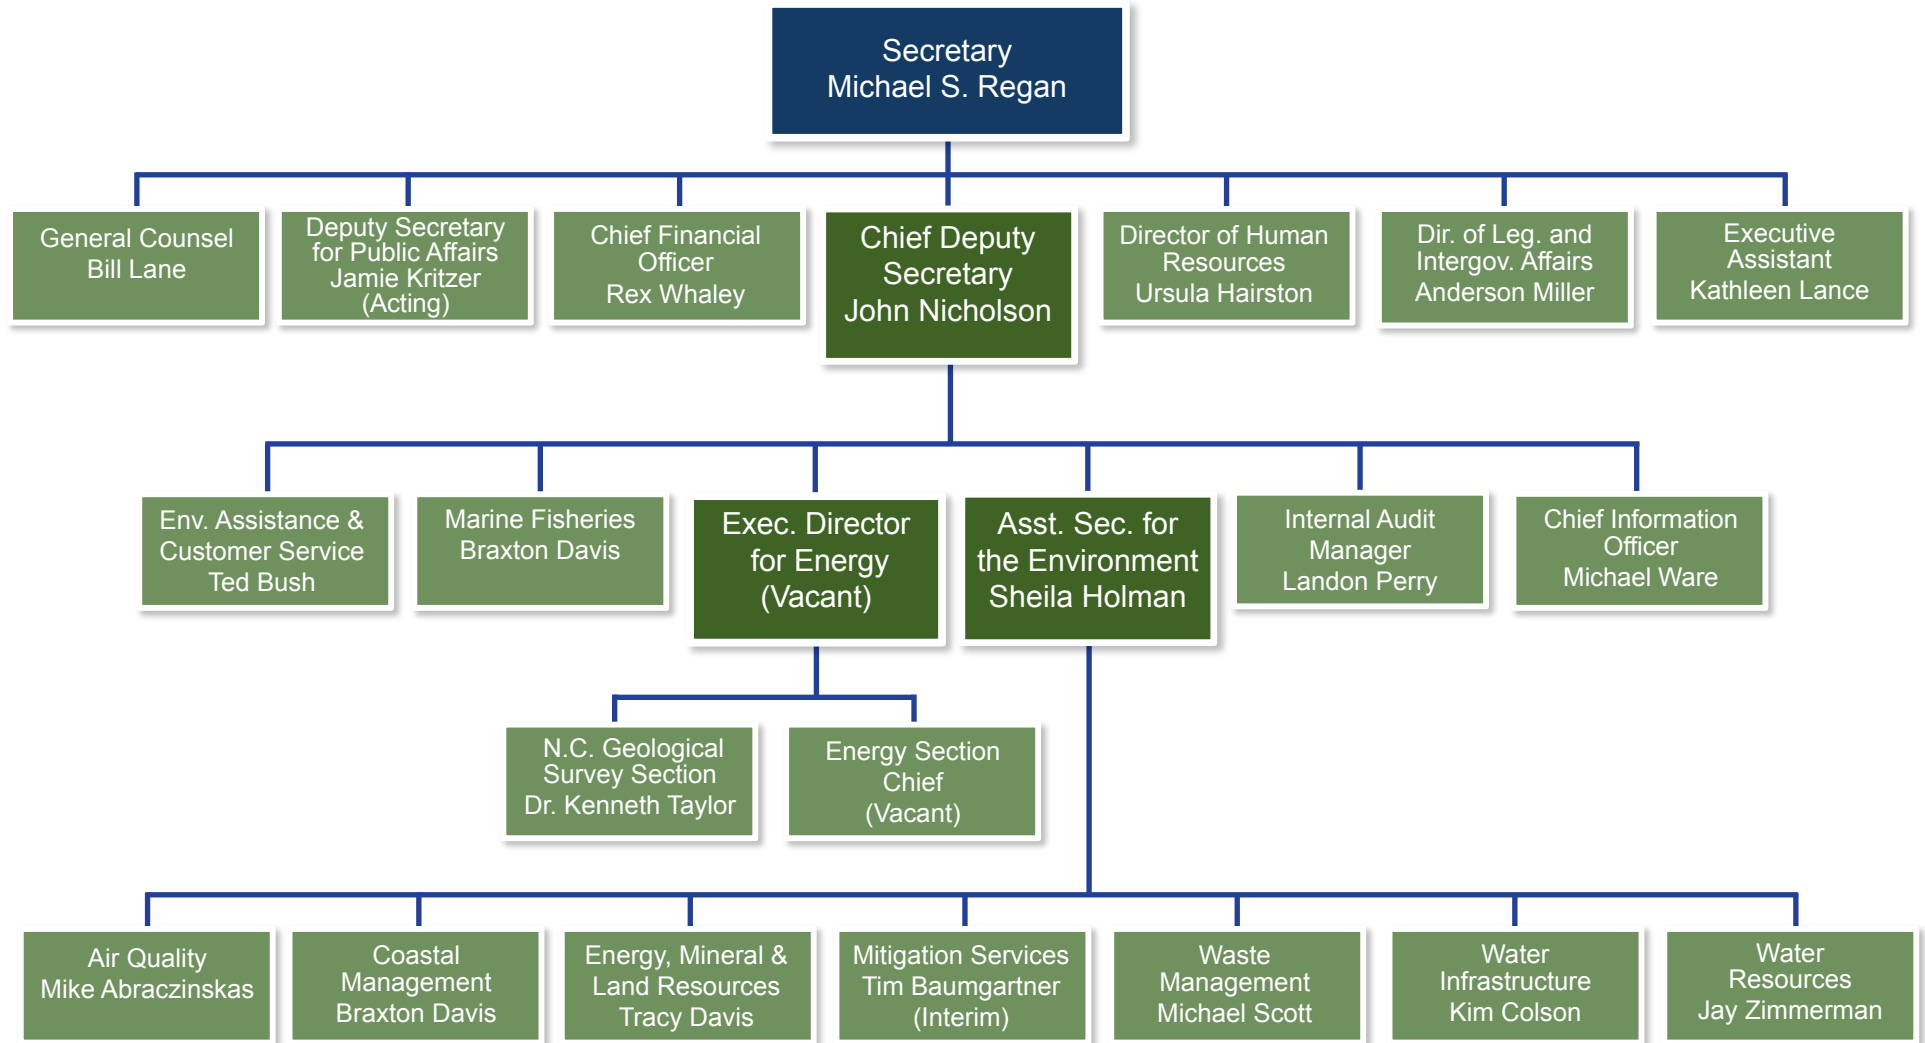 Secretary
Michael S. Regan
General Counsel
Bill Lane
Deputy Secretary
for Public Affairs
Jamie Kritzer
(Acting)
Chief Financial
Officer
Rex Whaley
Chief Deputy
Secretary
John Nicholson
Director of Human
Resources
Ursula Hairston
Dir. of Leg. and
Intergov. Affairs
Anderson Miller
Executive
Assistant
Kathleen Lance
Env. Assistance &
Customer Service
Ted Bush
Marine Fisheries
Braxton Davis
Exec. Director
for Energy
(Vacant)
Asst. Sec. for
the Environment
Sheila Holman
Internal Audit
Manager
Landon Perry
Chief Information
Officer
Michael Ware
N.C. Geological
Survey Section
Dr. Kenneth Taylor
Energy Section
Chief
(Vacant)
Air Quality
Mike Abraczinskas
Coastal
Management
Braxton Davis
Energy, Mineral &
Land Resources
Tracy Davis
Mitigation Services
Tim Baumgartner
(Interim)
Waste
Management
Michael Scott
Water
Infrastructure
Kim Colson
Water
Resources
Jay Zimmerman